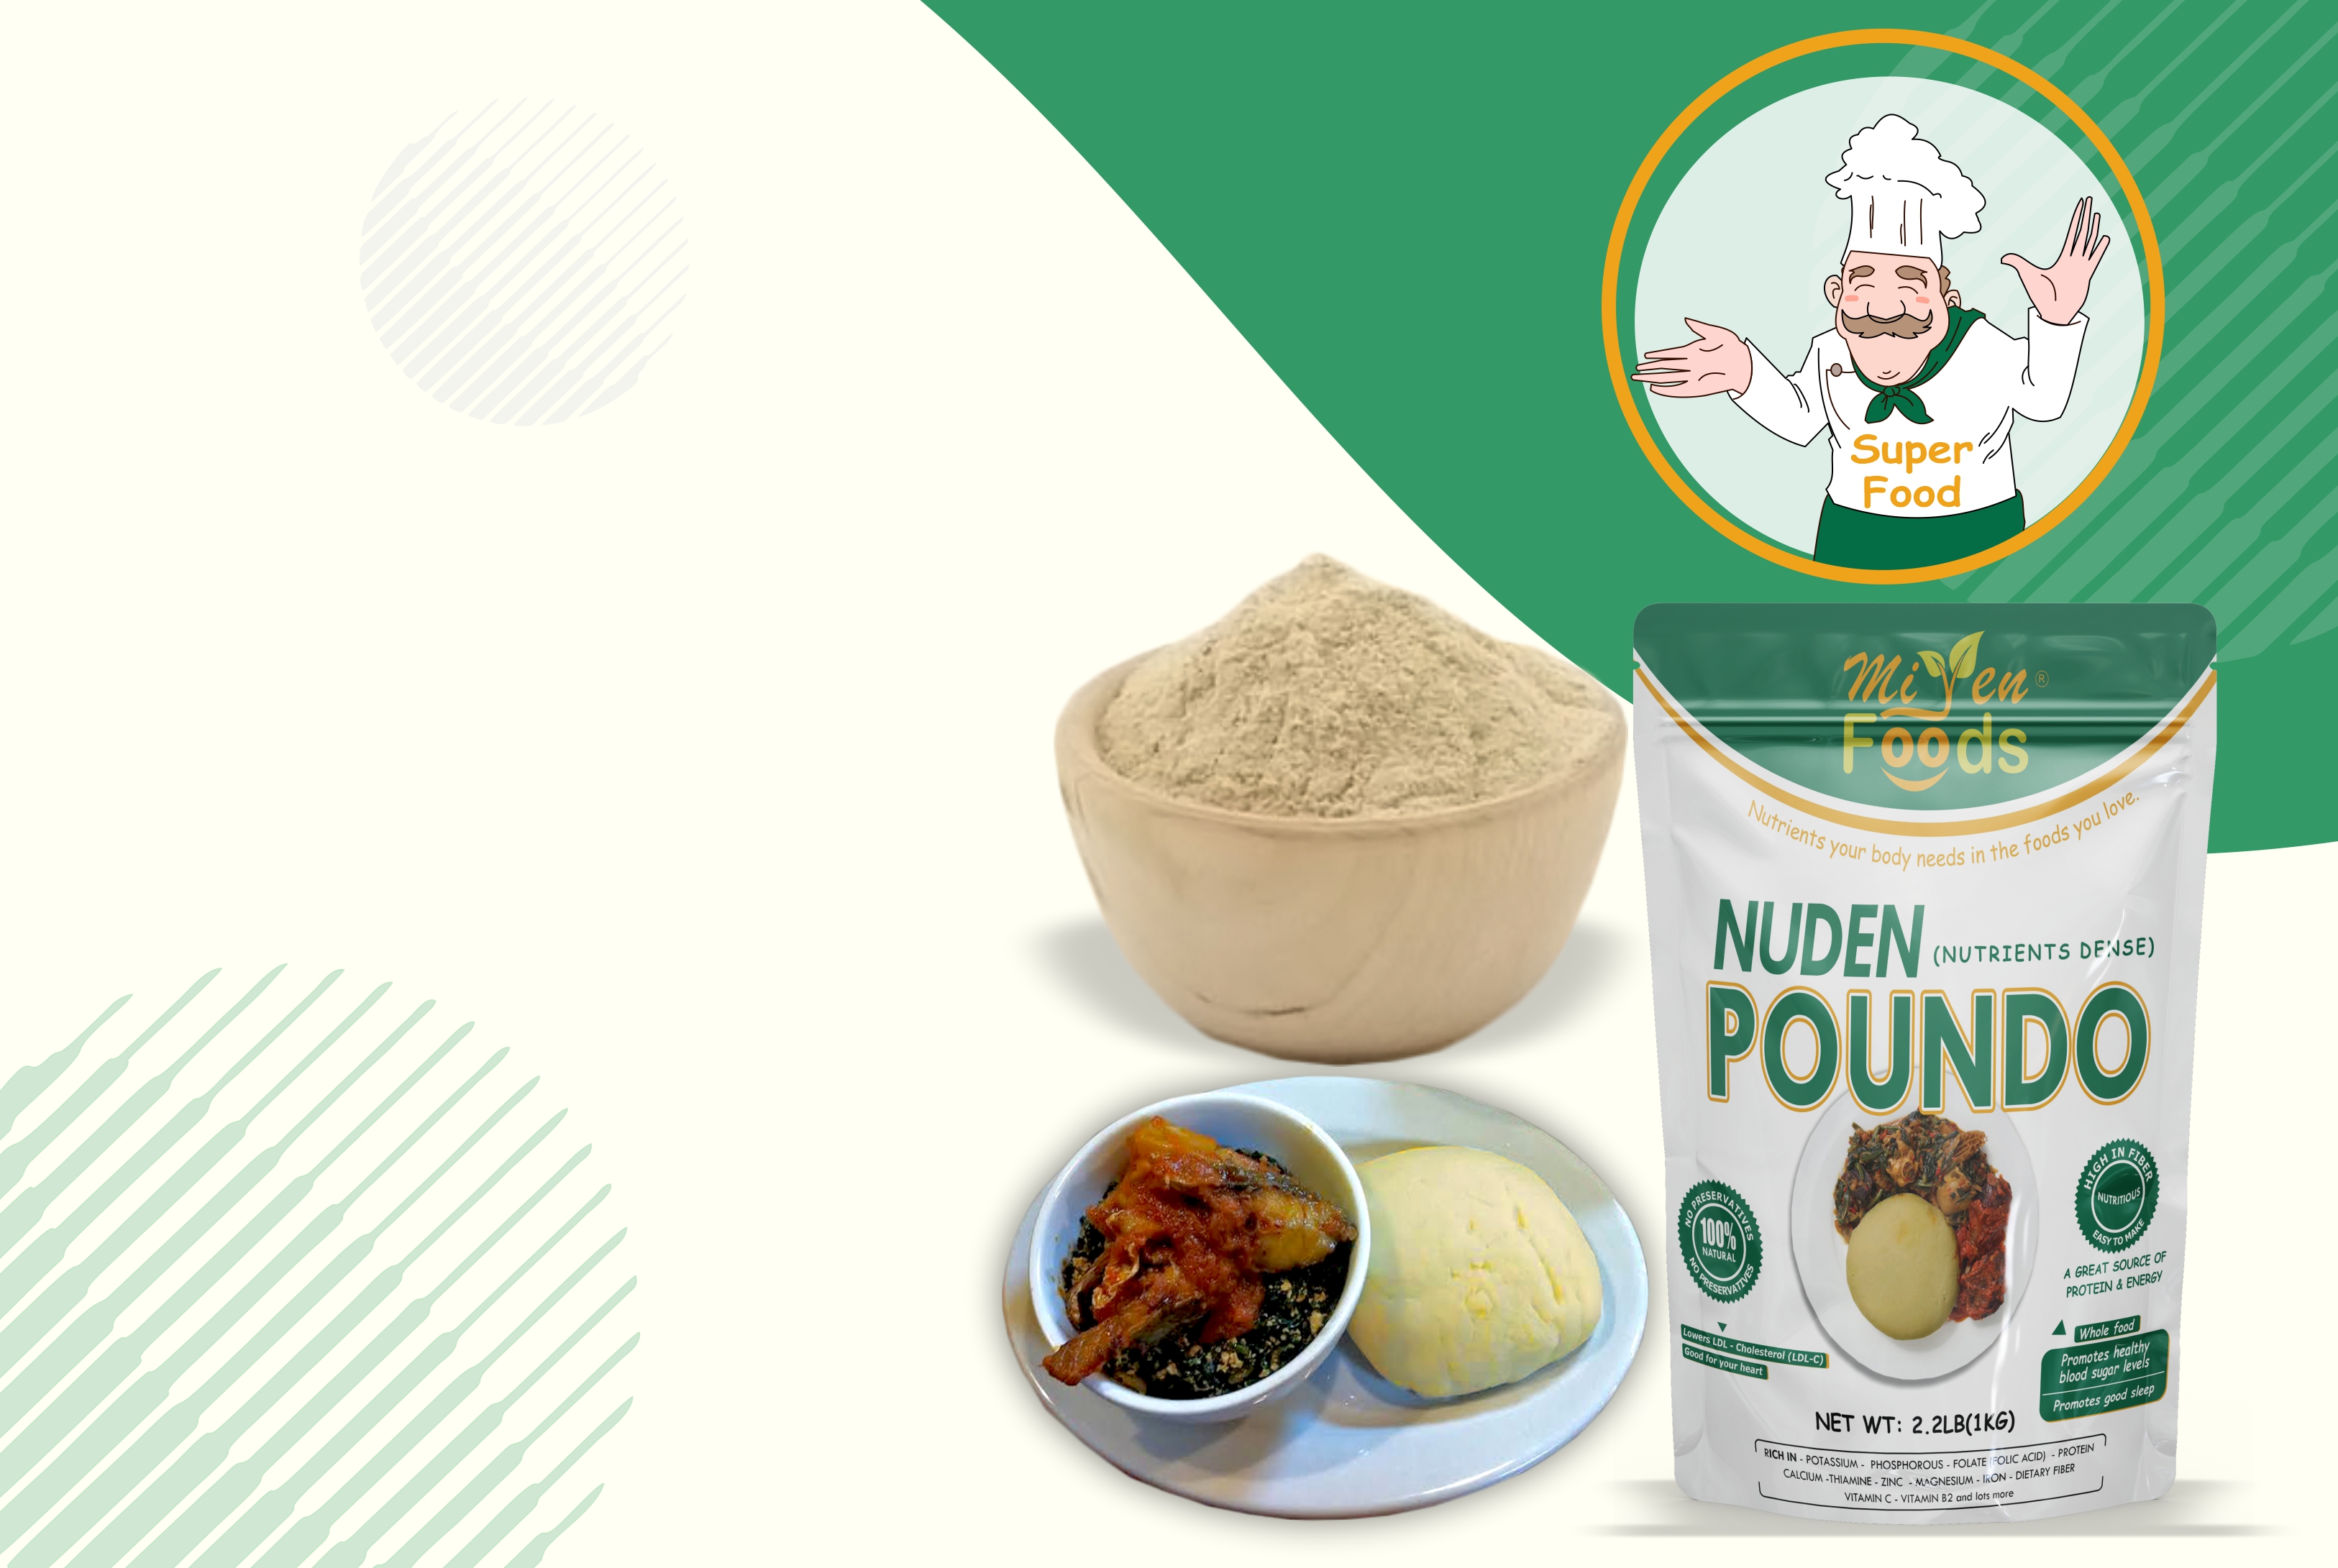 Super
Food
MiYen®
Foods
Nutrients your body needs in the foods you love.
NUDEN (NUTRIENTS DENSE)
POUNDO
HIGH IN FIBER
NUTRITIOUS
EASY TO MAKE
NO PRESERVATIVES
100%
NATURAL
NO PRESERVATIVES
A GREAT SOURCE OF
PROTEIN & ENERGY
Lowers LDL - Cholesterol (LDL-C)
Good for your heart
Whole food
Promotes healthy
blood sugar levels
Promotes good sleep
NET WT: 2.2LB(1KG)
RICH IN - POTASSIUM - PHOSPHOROUS - FOLATE (FOLIC ACID) - PROTEIN
CALCIUM -THIAMINE - ZINC - MAGNESIUM - IRON - DIETARY FIBER
VITAMIN C - VITAMIN B2 and lots more